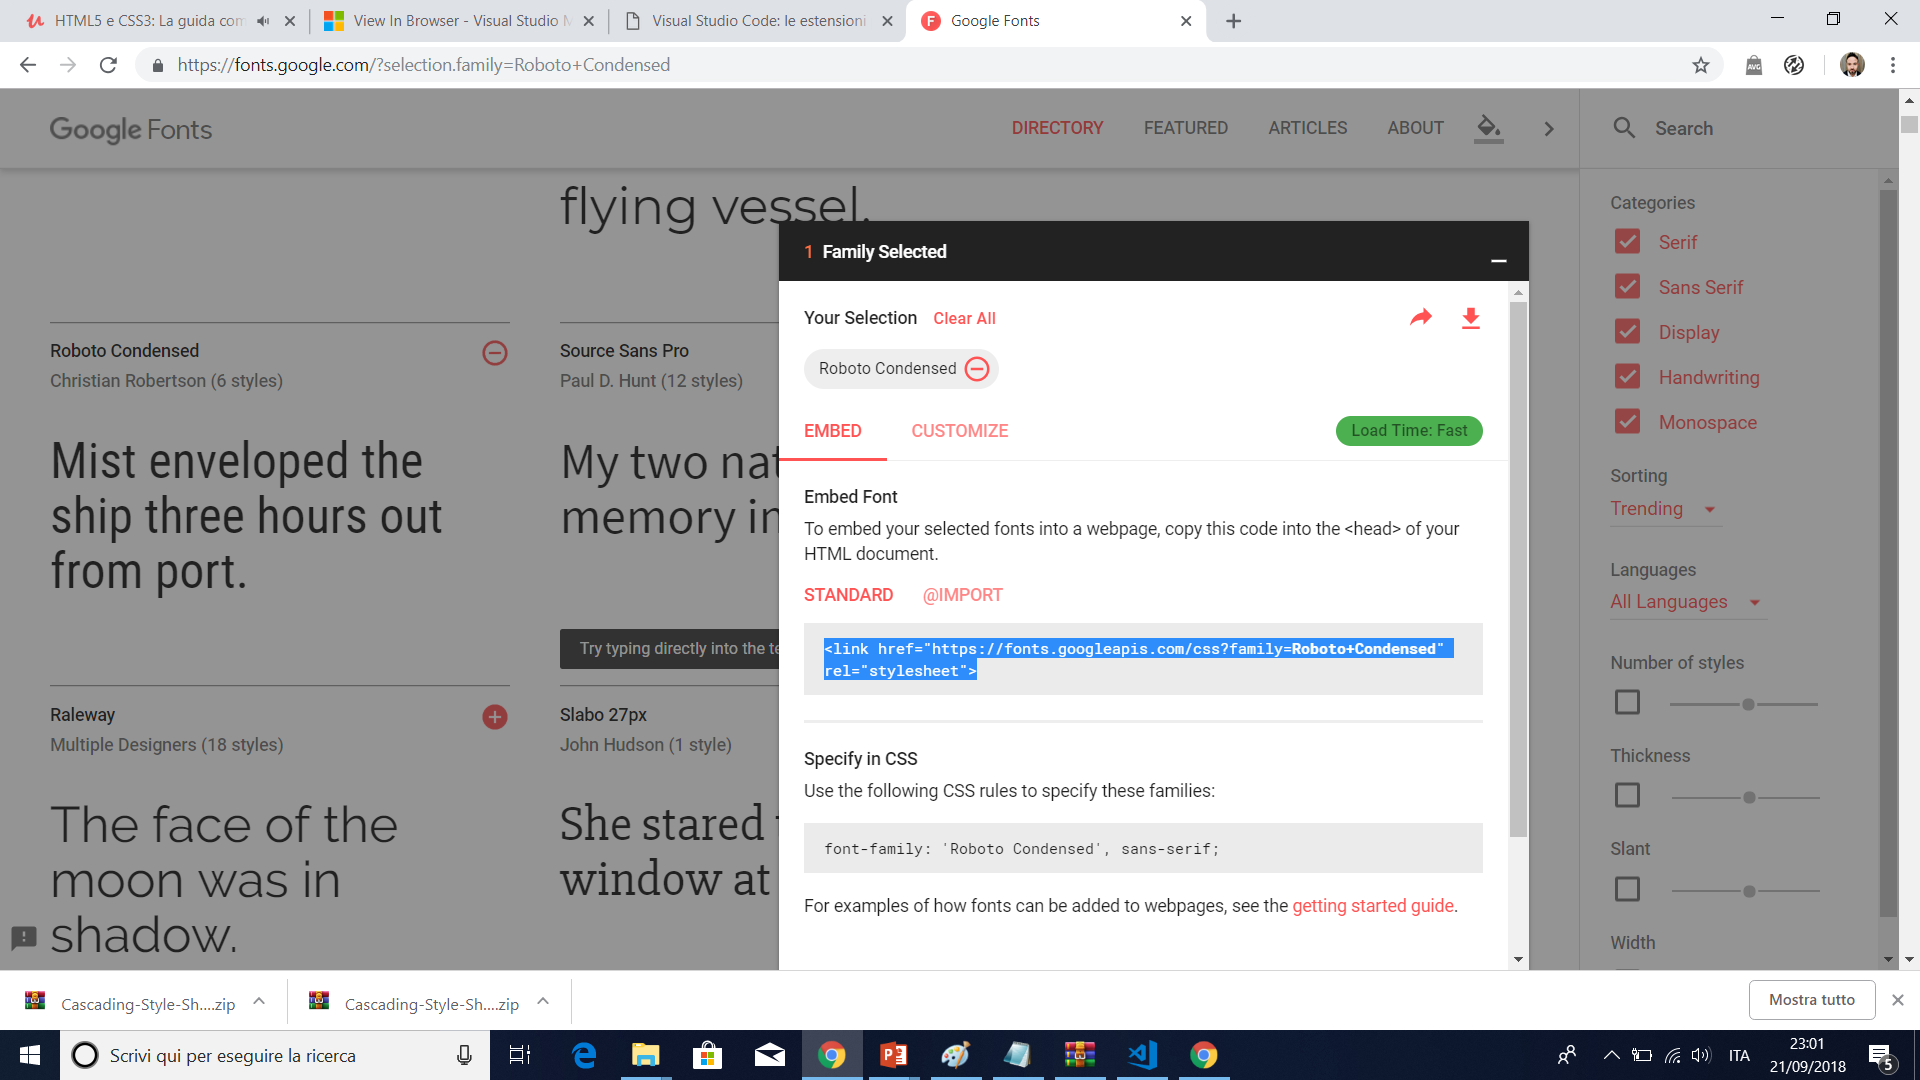 HTML5 e CSS3: La guida com
View In Browser - Visual Studio M
Visual Studio Code: le estensioni
Google Fonts
https://fonts.google.com/?selection.family=Roboto+Condensed
Google Fonts
DIRECTORY
FEATURED
ARTICLES
ABOUT
Search
flying vessel.
Roboto Condensed
Christian Robertson (6 styles)
Mist enveloped the
ship three hours out
from port.
Source Sans Pro
Paul D. Hunt (12 styles)
My two nat
memory in
Try typing directly into the te
Raleway
Multiple Designers (18 styles)
The face of the
moon was in
shadow.
Slabo 27px
John Hudson (1 style)
She stared t
window at
1 Family Selected
Your Selection
Clear All
Roboto Condensed
EMBED
CUSTOMIZE
Load Time: Fast
Embed Font
To embed your selected fonts into a webpage, copy this code into the <head> of your
HTML document.
STANDARD
@IMPORT
<link href="https://fonts.googleapis.com/css?family=Roboto+Condensed"
rel="stylesheet">
Specify in CSS
Use the following CSS rules to specify these families:
font-family: 'Roboto Condensed', sans-serif;
For examples of how fonts can be added to webpages, see the getting started guide.
Categories
Serif
Sans Serif
Display
Handwriting
Monospace
Sorting
Trending
Languages
All Languages
Number of styles
Thickness
Slant
Width
Cascading-Style-Sh....zip
Cascading-Style-Sh....zip
Mostra tutto
Scrivi qui per eseguire la ricerca
ITA
23:01
21/09/2018
5